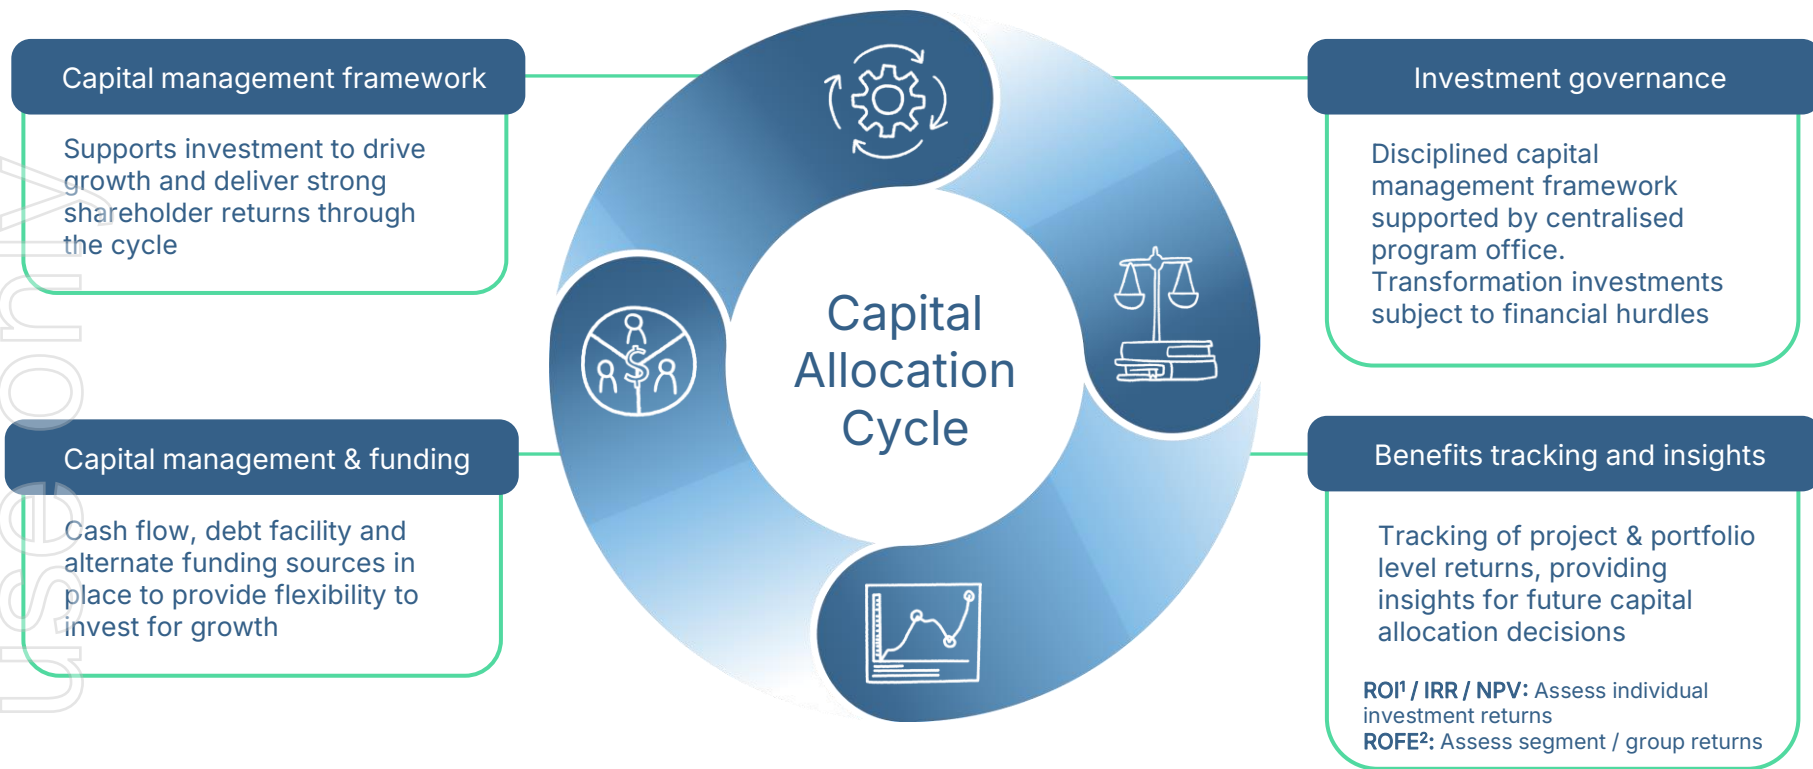 Capital management framework
Supports investment to drive
growth and deliver strong
shareholder returns through
the cycle
Capital management & funding
Cash flow, debt facility and
alternate funding sources in
place to provide flexibility to
invest for growth
Capital
Allocation
Cycle
$
Investment governance
Disciplined capital
management framework
supported by centralised
program office.
Transformation investments
subject to financial hurdles
Benefits tracking and insights
Tracking of project & portfolio
level returns, providing
insights for future capital
allocation decisions
ROI¹ / IRR / NPV: Assess individual
investment returns
ROFE²: Assess segment / group returns
use only